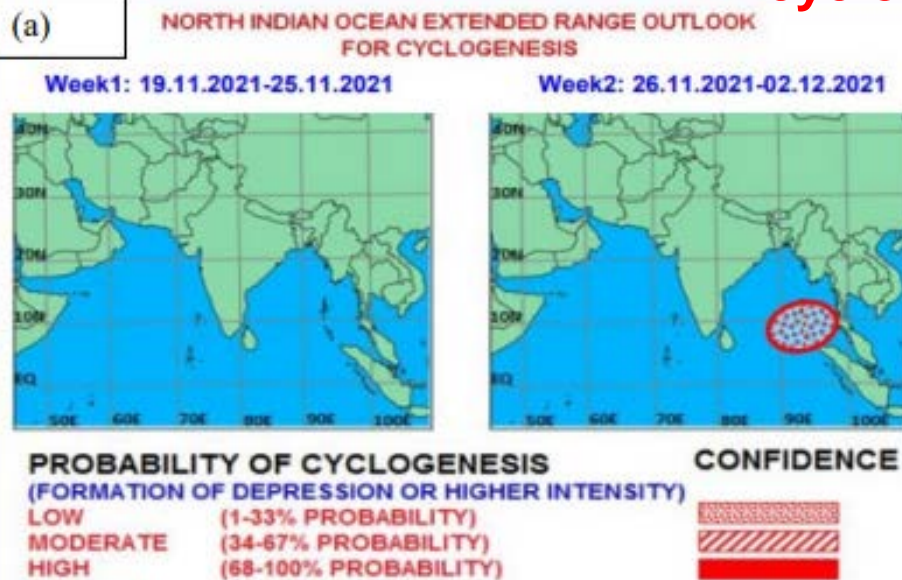 (a)
NORTH INDIAN OCEAN EXTENDED RANGE OUTLOOK
FOR CYCLOGENESIS
Week1: 19.11.2021-25.11.2021
Week2: 26.11.2021-02.12.2021
40N
40N
30N
30N
20N
20N
10N
10N
EQ
EQ
50E 60E 70E 80E 90E 100E
50E 60E 70E 80E 90E 100E
PROBABILITY OF CYCLOGENESIS
CONFIDENCE
(FORMATION OF DEPRESSION OR HIGHER INTENSITY)
LOW (1-33% PROBABILITY)
MODERATE (34-67% PROBABILITY)
HIGH (68-100% PROBABILITY)